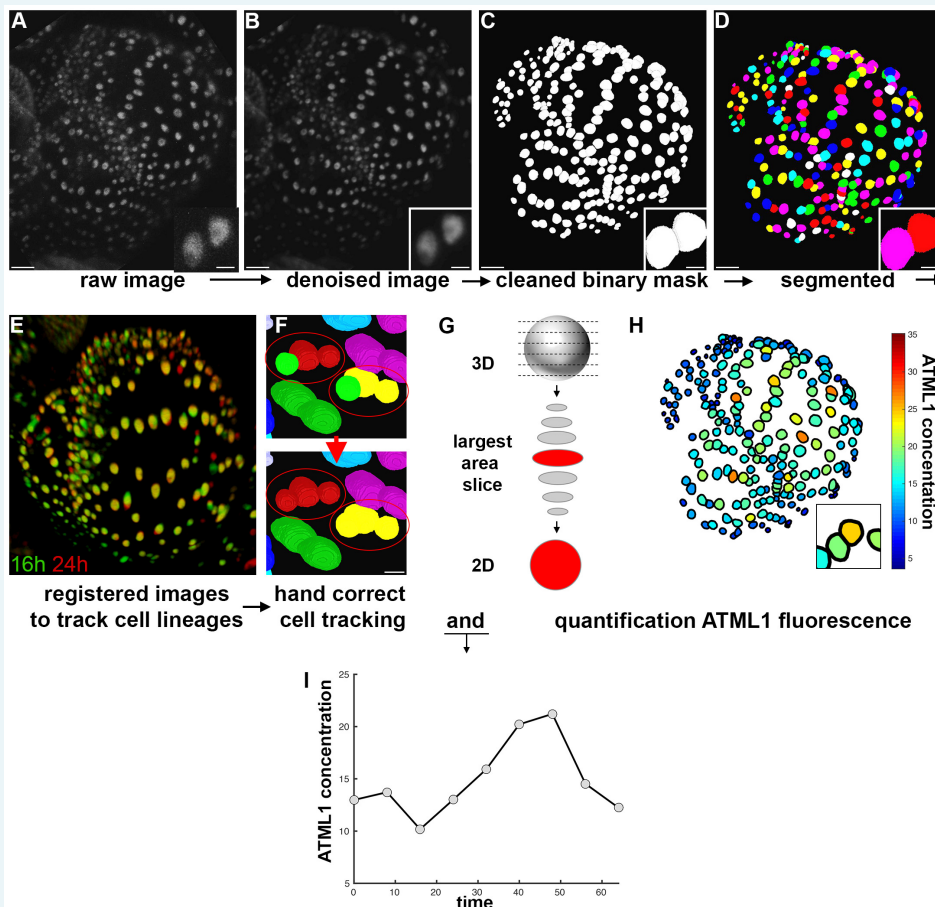 A
B
C
D
raw image
denoised image
cleaned binary mask
segmented
E
16h 24h
F
G
3D
largest
area
slice
2D
H
35
30
25
20
15
10
5
ATML1 concentation
registered images
to track cell lineages
hand correct
cell tracking
and
quantification ATML1 fluorescence
I
25
20
15
10
5
ATML1 concentration
0
10
20
30
40
50
60
time